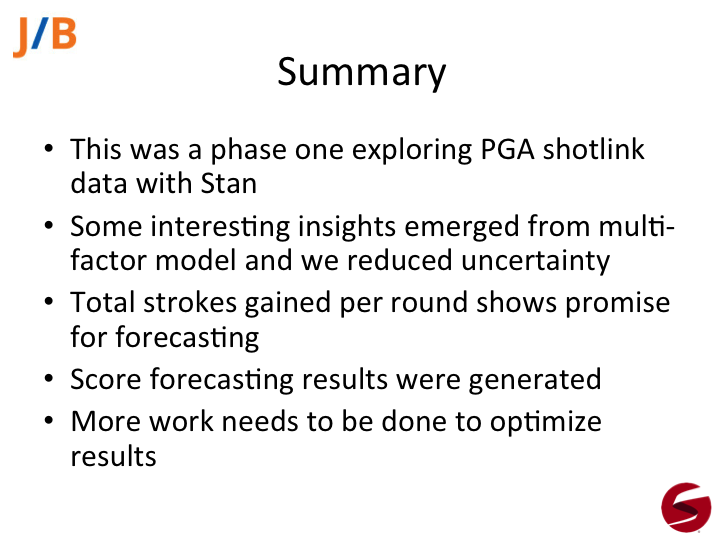 J/B
Summary
• This was a phase one exploring PGA shotlink
data with Stan
• Some interesting insights emerged from multi-
factor model and we reduced uncertainty
• Total strokes gained per round shows promise
for forecasting
• Score forecasting results were generated
• More work needs to be done to optimize
results